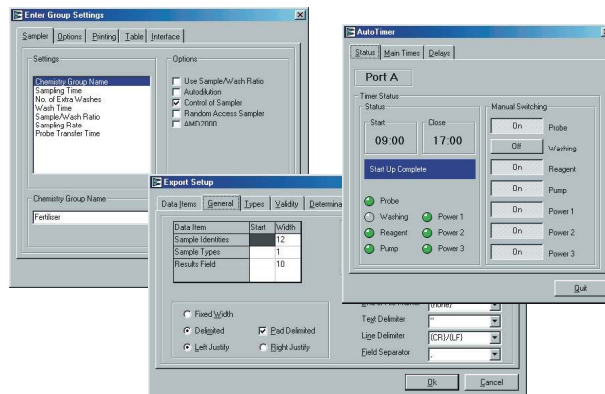 Enter Group Settings
Sampler Options Printing Table Interface
Settings
Chemistry Group Name
Sampling Time
No. of Extra Washes
Wash Time
Sample/Wash Ratio
Sampling Rate
Probe Transfer Time
Options
Use Sample/Wash Ratio
Autodilution
Control of Sampler
Random Access Sampler
AMD2000
Chemistry Group Name
Fertiliser
Export Setup
Data Items General Types Validity Determina
Data Item Start Width
Sample Identities 12
Sample Types 1
Results Field 10
Fixed Width
Delimited Pad Delimited
Left Justify Right Justify
Text Delimiter "
Line Delimiter {CR}/{LF}
Field Separator ,
Ok Cancel
AutoTimer
Status Main Times Delays
Port A
Timer Status
Status
Start Close
09:00 17:00
Start Up Complete
Probe
Washing Power 1
Reagent Power 2
Pump Power 3
Manual Switching
On Probe
Off Washing
On Reagent
On Pump
On Power 1
On Power 2
On Power 3
Quit